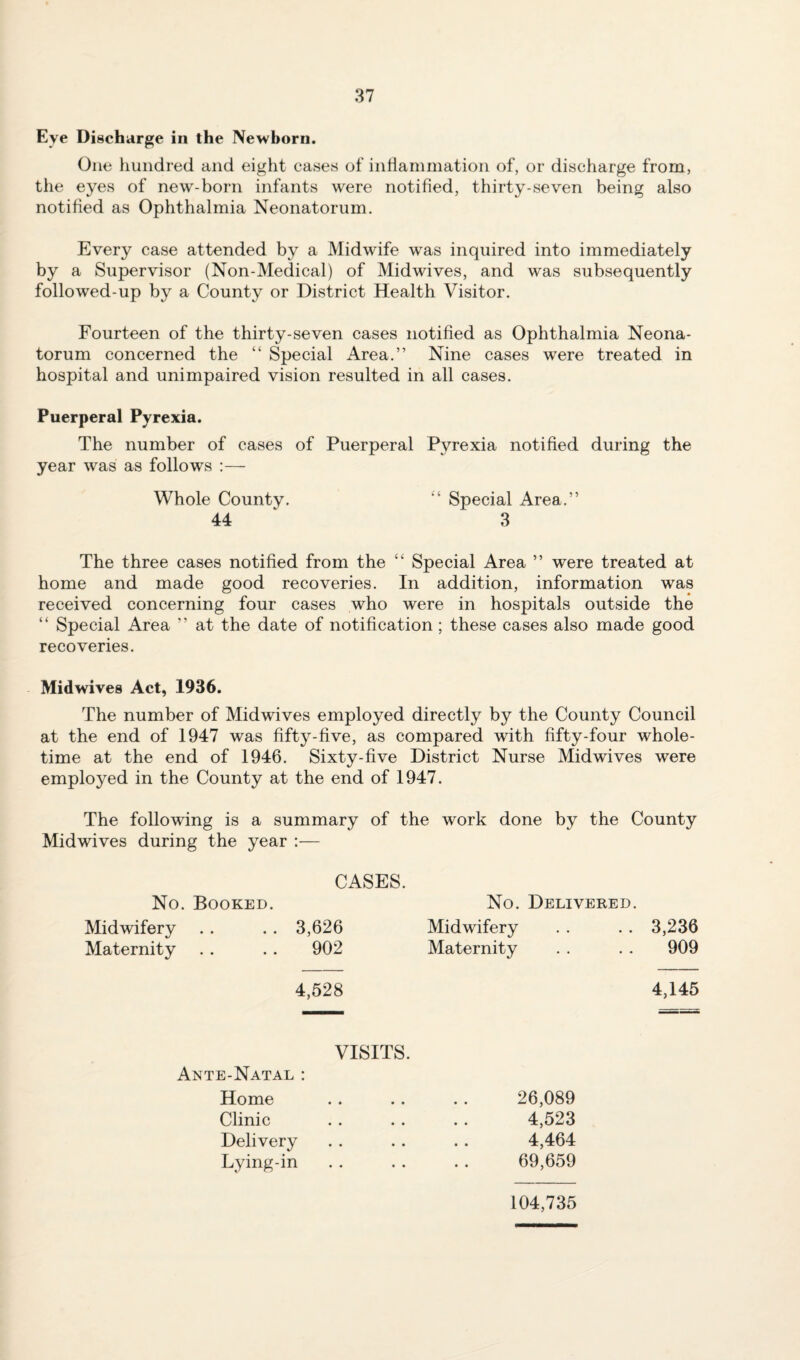 37
Eye Discharge in the Newborn.
One hundred and eight cases of inflammation of, or discharge from,
the eyes of new-born infants were notified, thirty-seven being also
notified as Ophthalmia Neonatorum.
Every case attended by a Midwife was inquired into immediately
by a Supervisor (Non-Medical) of Midwives, and was subsequently
followed-up by a County or District Health Visitor.
Fourteen of the thirty-seven cases notified as Ophthalmia Neona-
torum concerned the “ Special Area.” Nine cases were treated in
hospital and unimpaired vision resulted in all cases.
Puerperal Pyrexia.
The number of cases of Puerperal Pyrexia notified during the
year was as follows :—
Whole County. “ Special Area.”
44 3
The three cases notified from the “ Special Area ” were treated at
home and made good recoveries. In addition, information was
received concerning four cases who were in hospitals outside the
“ Special Area ” at the date of notification ; these cases also made good
recoveries.
Midwives Act, 1936.
The number of Midwives employed directly by the County Council
at the end of 1947 was fifty-five, as compared with fifty-four whole-
time at the end of 1946. Sixty-five District Nurse Midwives were
employed in the County at the end of 1947.
The following is a summary of the work done by the County
Midwives during the year :—
CASES.
No. Booked. No. Delivered.
Midwifery . . . . 3,626 Midwifery . . . . 3,236
Maternity . . . . 902 Maternity . . . . 909
4,528 4,145
VISITS.
Ante-Natal :
Home . . . . . . 26,089
Clinic . . . . . . 4,523
Delivery . . . . . . 4,464
Lying-in . . . . . . 69,659
104,735